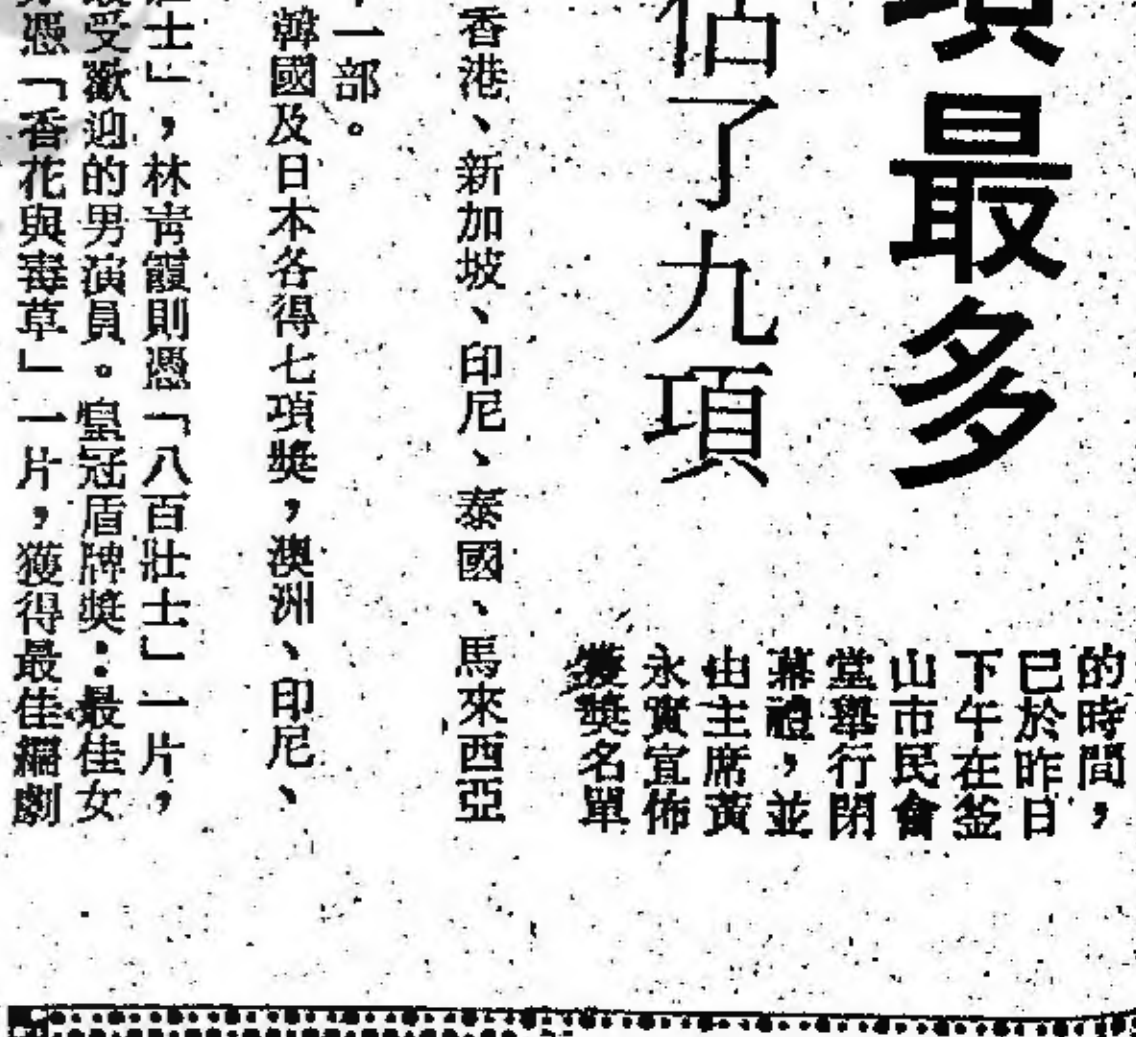 最多
佔了九項
的時間，
已於昨日
下午在釜
山市民會
堂舉行閉
幕禮，並
由主席黃
永實宣佈
獲獎名單
香港、新加坡、印尼、泰國、馬來西亞
一部。
韓國及日本各得七項獎，澳洲、印尼、
士」，林青霞則憑「八百壯士」一片，
受歡迎的男演員。皇冠盾牌獎：最佳女
憑「香花與毒草」一片，獲得最佳編劇